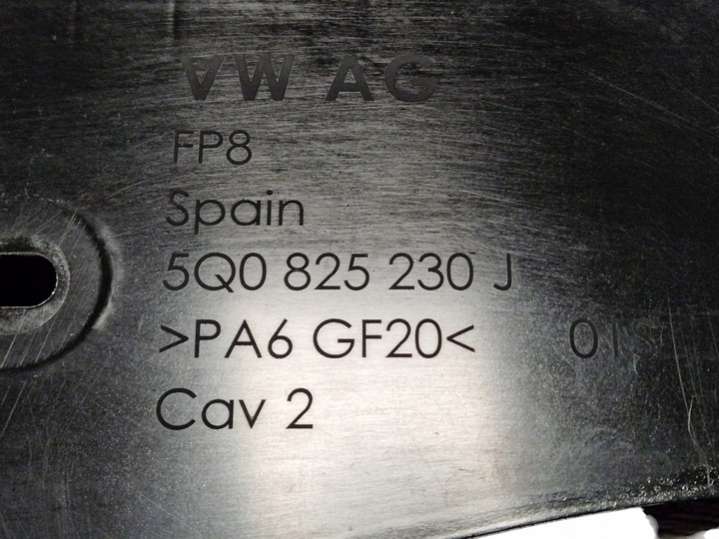 VW AG
FP8
Spain
5Q0 825 230 J
>PA6 GF20<
Cav 2